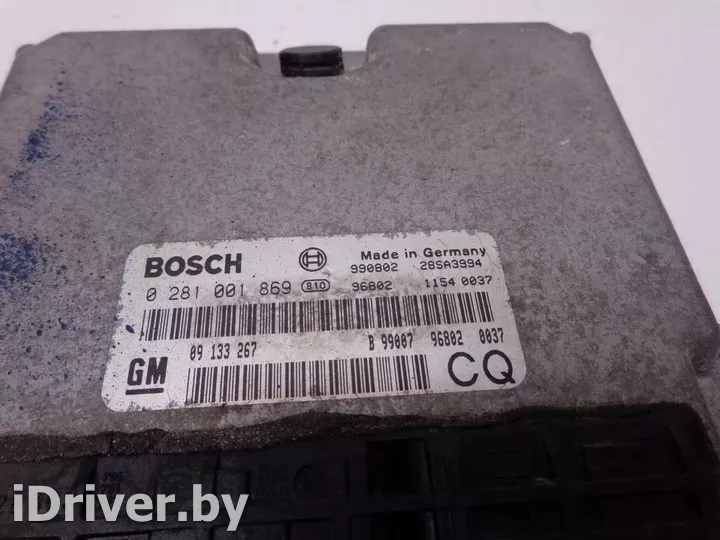 BOSCH Made in Germany
990802 28SA3994
0 281 001 869 810 96802 1154 0037
09 133 267 B 99007 96802 0037
GM CQ
iDriver.by